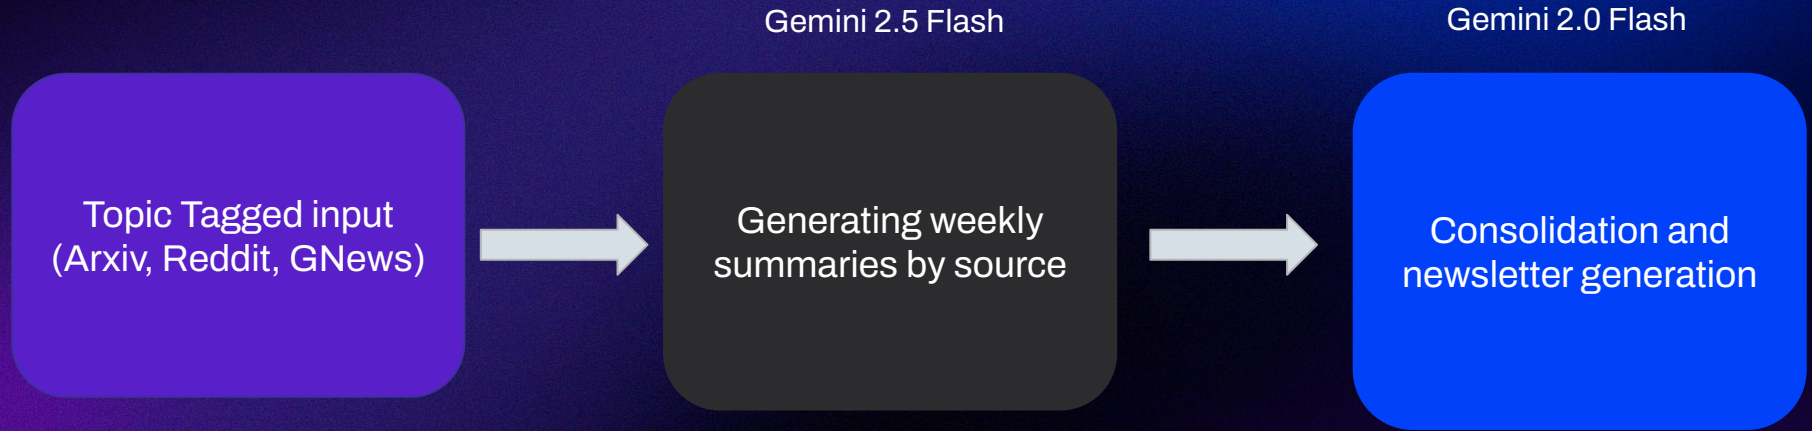 Gemini 2.5 Flash
Gemini 2.0 Flash
Topic Tagged input
(Arxiv, Reddit, GNews)
Generating weekly
summaries by source
Consolidation and
newsletter generation